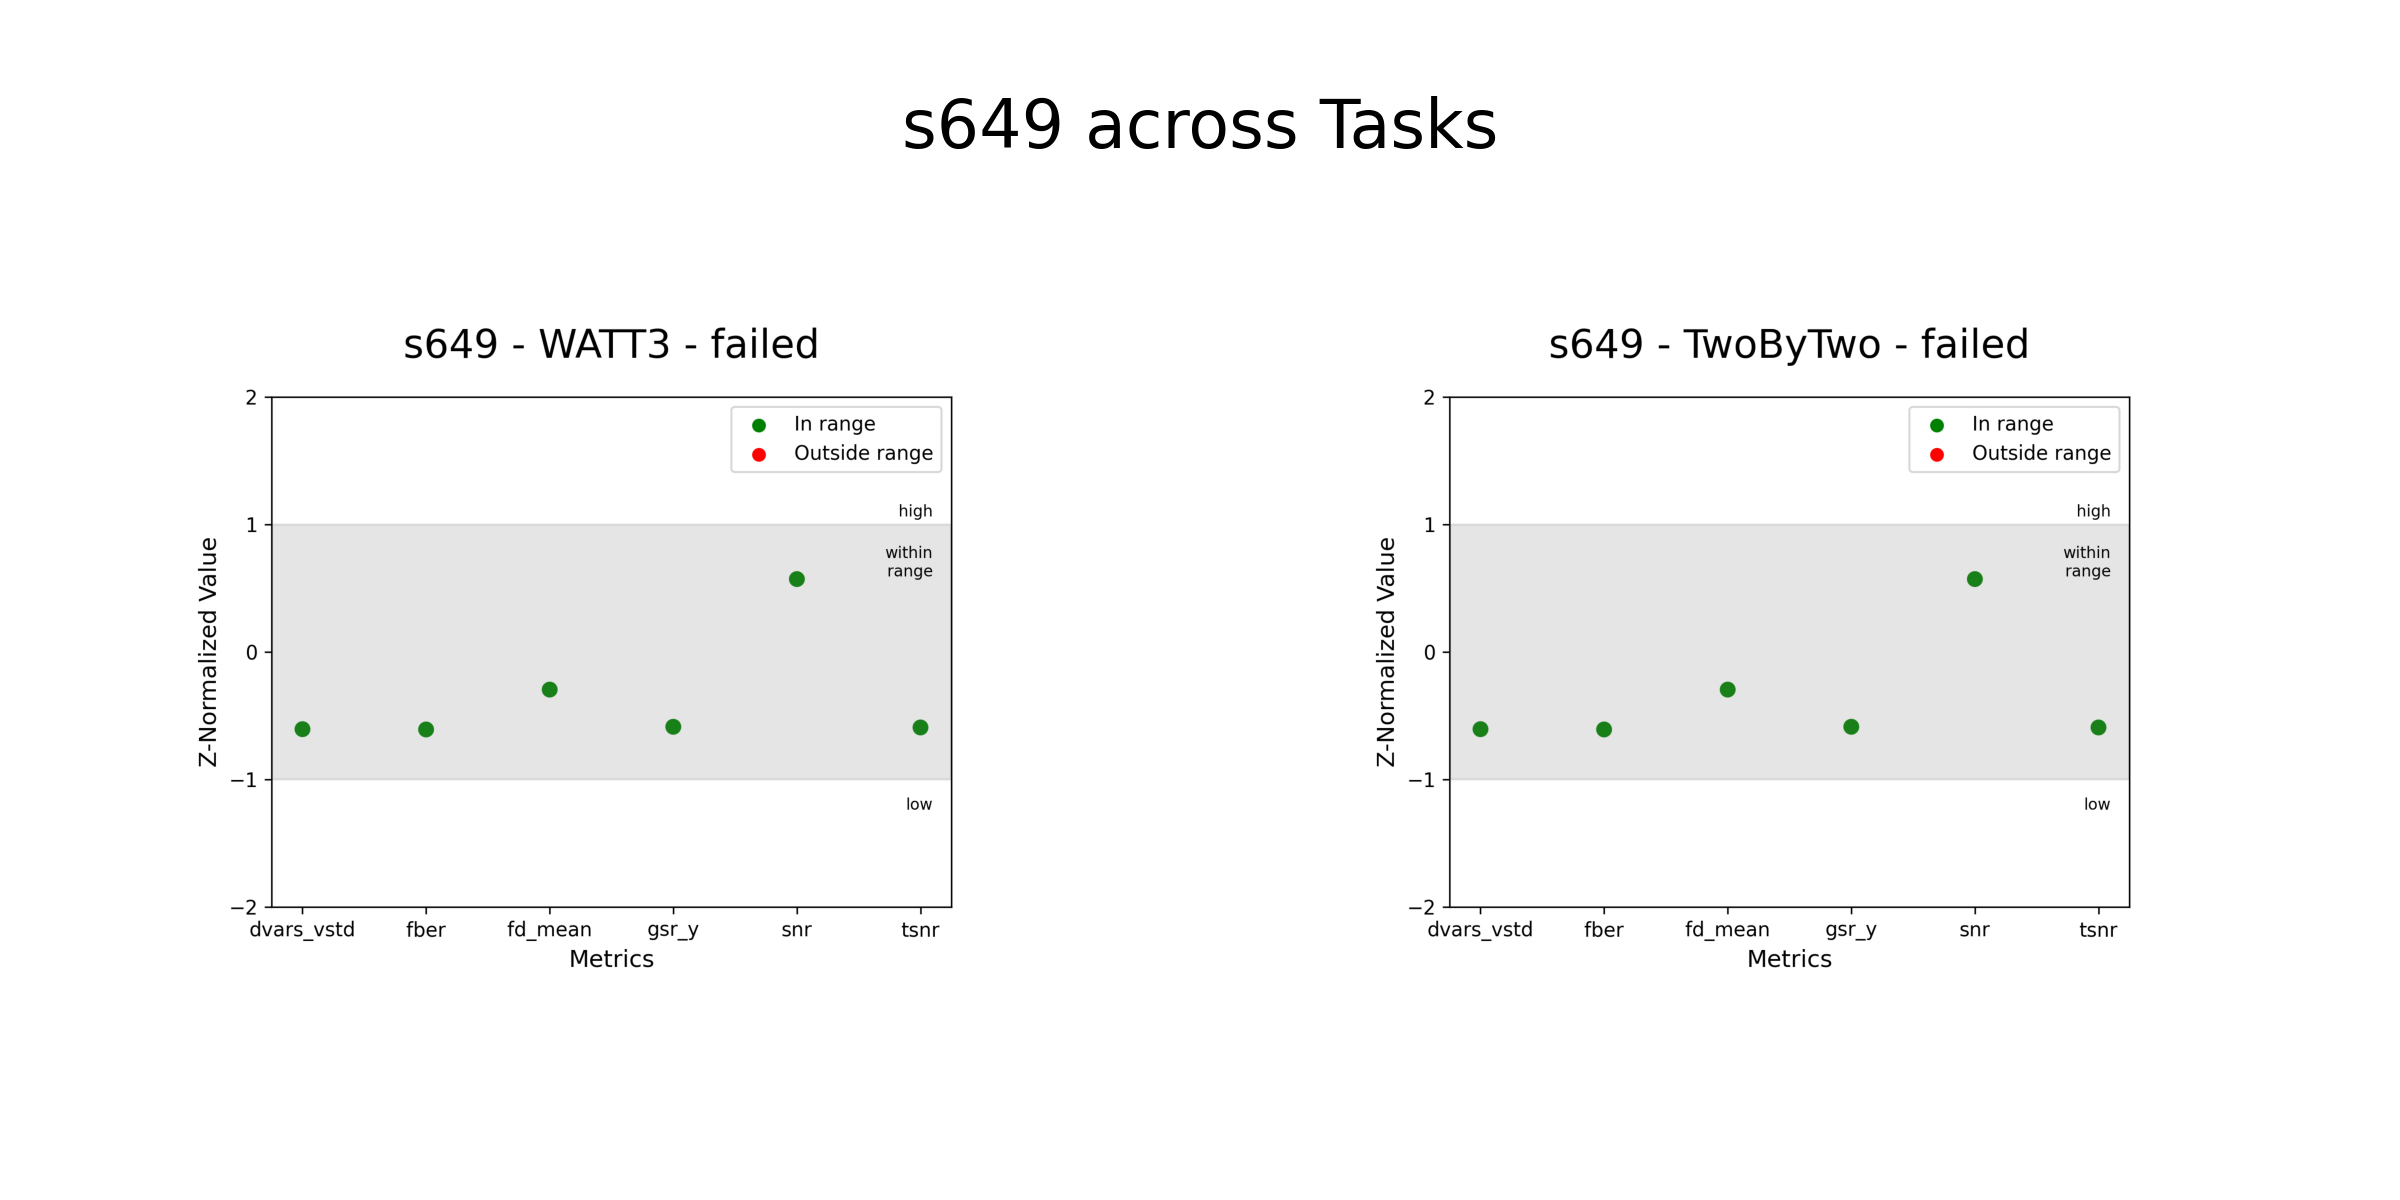 s649 across Tasks
s649 - WATT3 - failed
2
1
0
−1
−2
Z-Normalized Value
In range
Outside range
high
within
range
low
dvars_vstd fber fd_mean gsr_y snr tsnr
Metrics
s649 - TwoByTwo - failed
2
1
0
−1
−2
Z-Normalized Value
In range
Outside range
high
within
range
low
dvars_vstd fber fd_mean gsr_y snr tsnr
Metrics